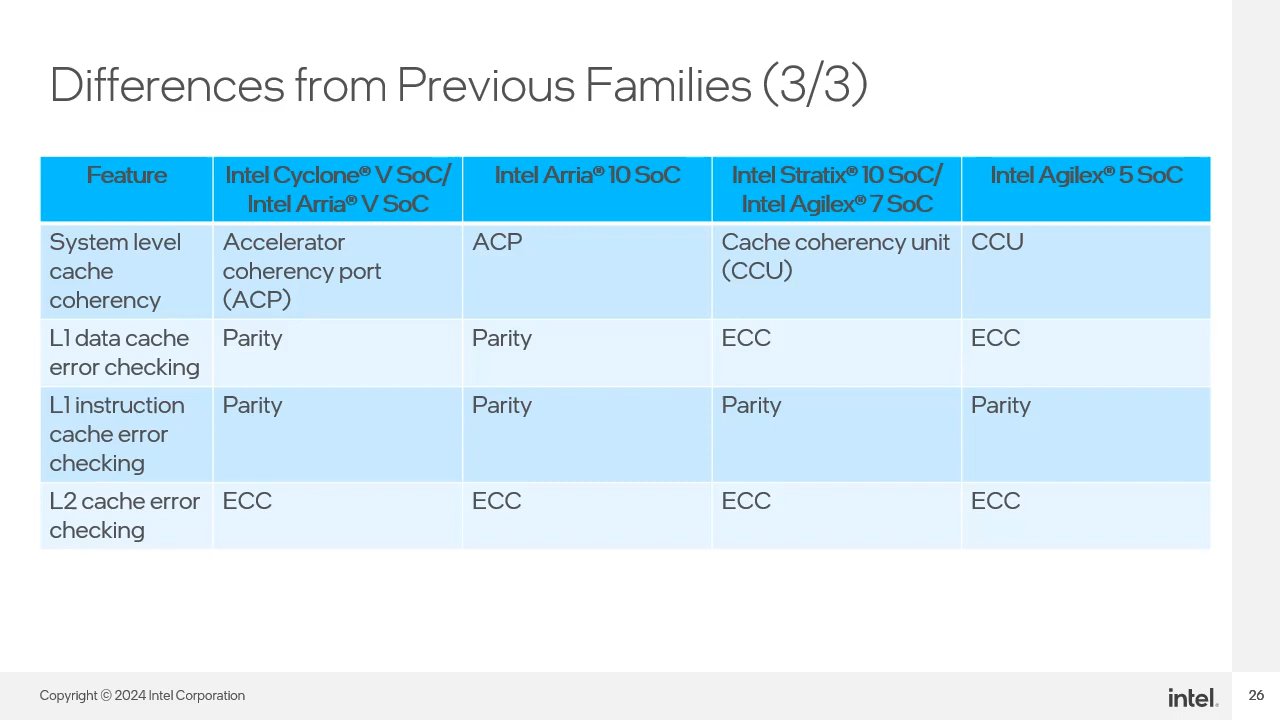 Differences from Previous Families (3/3)
Feature
Intel Cyclone® V SoC/
Intel Arria® V SoC
Intel Arria® 10 SoC
Intel Stratix® 10 SoC/
Intel Agilex® 7 SoC
Intel Agilex® 5 SoC
System level
cache
coherency
Accelerator
coherency port
(ACP)
ACP
Cache coherency unit
(CCU)
CCU
L1 data cache
error checking
Parity
Parity
ECC
ECC
L1 instruction
cache error
checking
Parity
Parity
Parity
Parity
L2 cache error
checking
ECC
ECC
ECC
ECC
Copyright © 2024 Intel Corporation
intel.
26